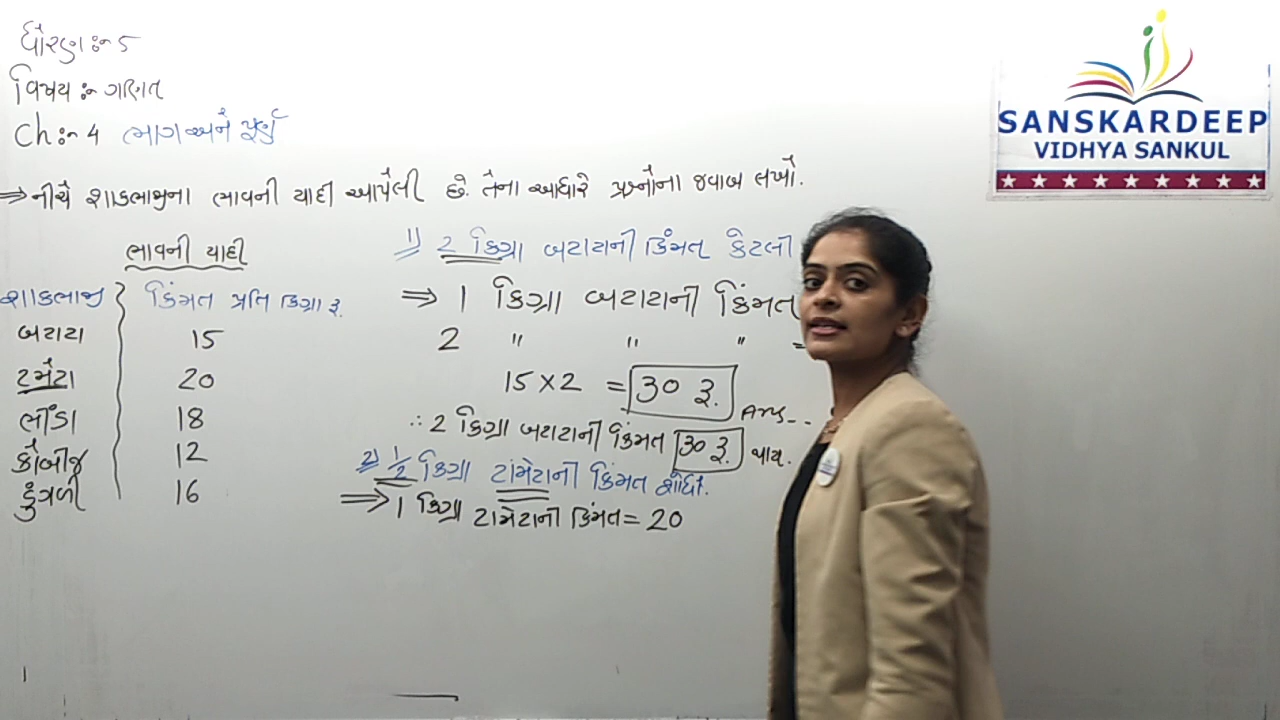 ધોરણ :- ૫
વિષય :- ગણિત
Ch :- 4 ભાગ અને પૂર્ણ
⇒ નીચે શાકભાજીના ભાવની યાદી આપેલી છે. તેના આધારે પ્રશ્નોના જવાબ લખો.
ભાવની યાદી
શાકભાજી કિંમત પ્રતિ કિગ્રા રૂ.
બટાટા 15
ટમેટા 20
ભીંડા 18
કોબીજ 12
ડુંગળી 16
1) 2 કિગ્રા બટાટાની કિંમત કેટલી
⇒ 1 કિગ્રા બટાટાની કિંમત
2 " " " =
15 × 2 = 30 રૂ.
Ans--
∴ 2 કિગ્રા બટાટાની કિંમત 30 રૂ. થાય.
2) 1/2 કિગ્રા ટામેટાની કિંમત શોધો.
⇒ 1 કિગ્રા ટામેટાની કિંમત = 20
SANSKARDEEP
VIDHYA SANKUL